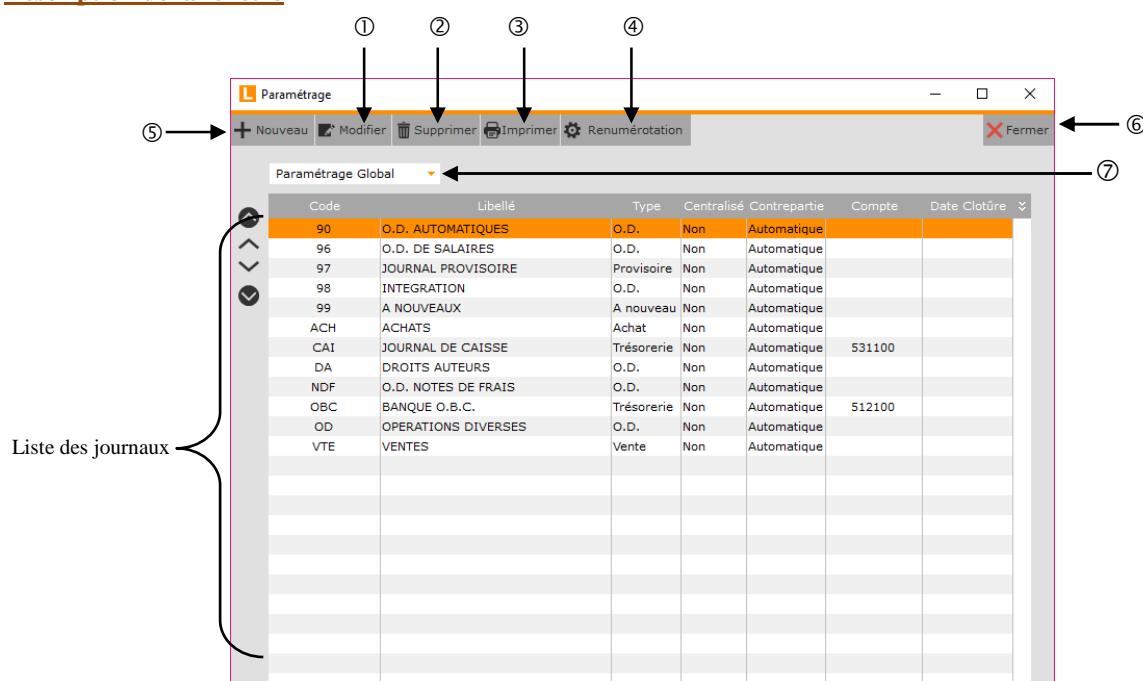 ① ② ③ ④
L Paramétrage
⑤ Nouveau Modifier Supprimer Imprimer Renumérotation Fermer ⑥
Paramétrage Global ⑦
Code Libellé Type Centralisé Contrepartie Compte Date Clotûre
90 O.D. AUTOMATIQUES O.D. Non Automatique
96 O.D. DE SALAIRES O.D. Non Automatique
97 JOURNAL PROVISOIRE Provisoire Non Automatique
98 INTEGRATION O.D. Non Automatique
99 A NOUVEAUX A nouveau Non Automatique
ACH ACHATS Achat Non Automatique
CAI JOURNAL DE CAISSE Trésorerie Non Automatique 531100
DA DROITS AUTEURS O.D. Non Automatique
NDF O.D. NOTES DE FRAIS O.D. Non Automatique
OBC BANQUE O.B.C. Trésorerie Non Automatique 512100
OD OPERATIONS DIVERSES O.D. Non Automatique
VTE VENTES Vente Non Automatique
Liste des journaux